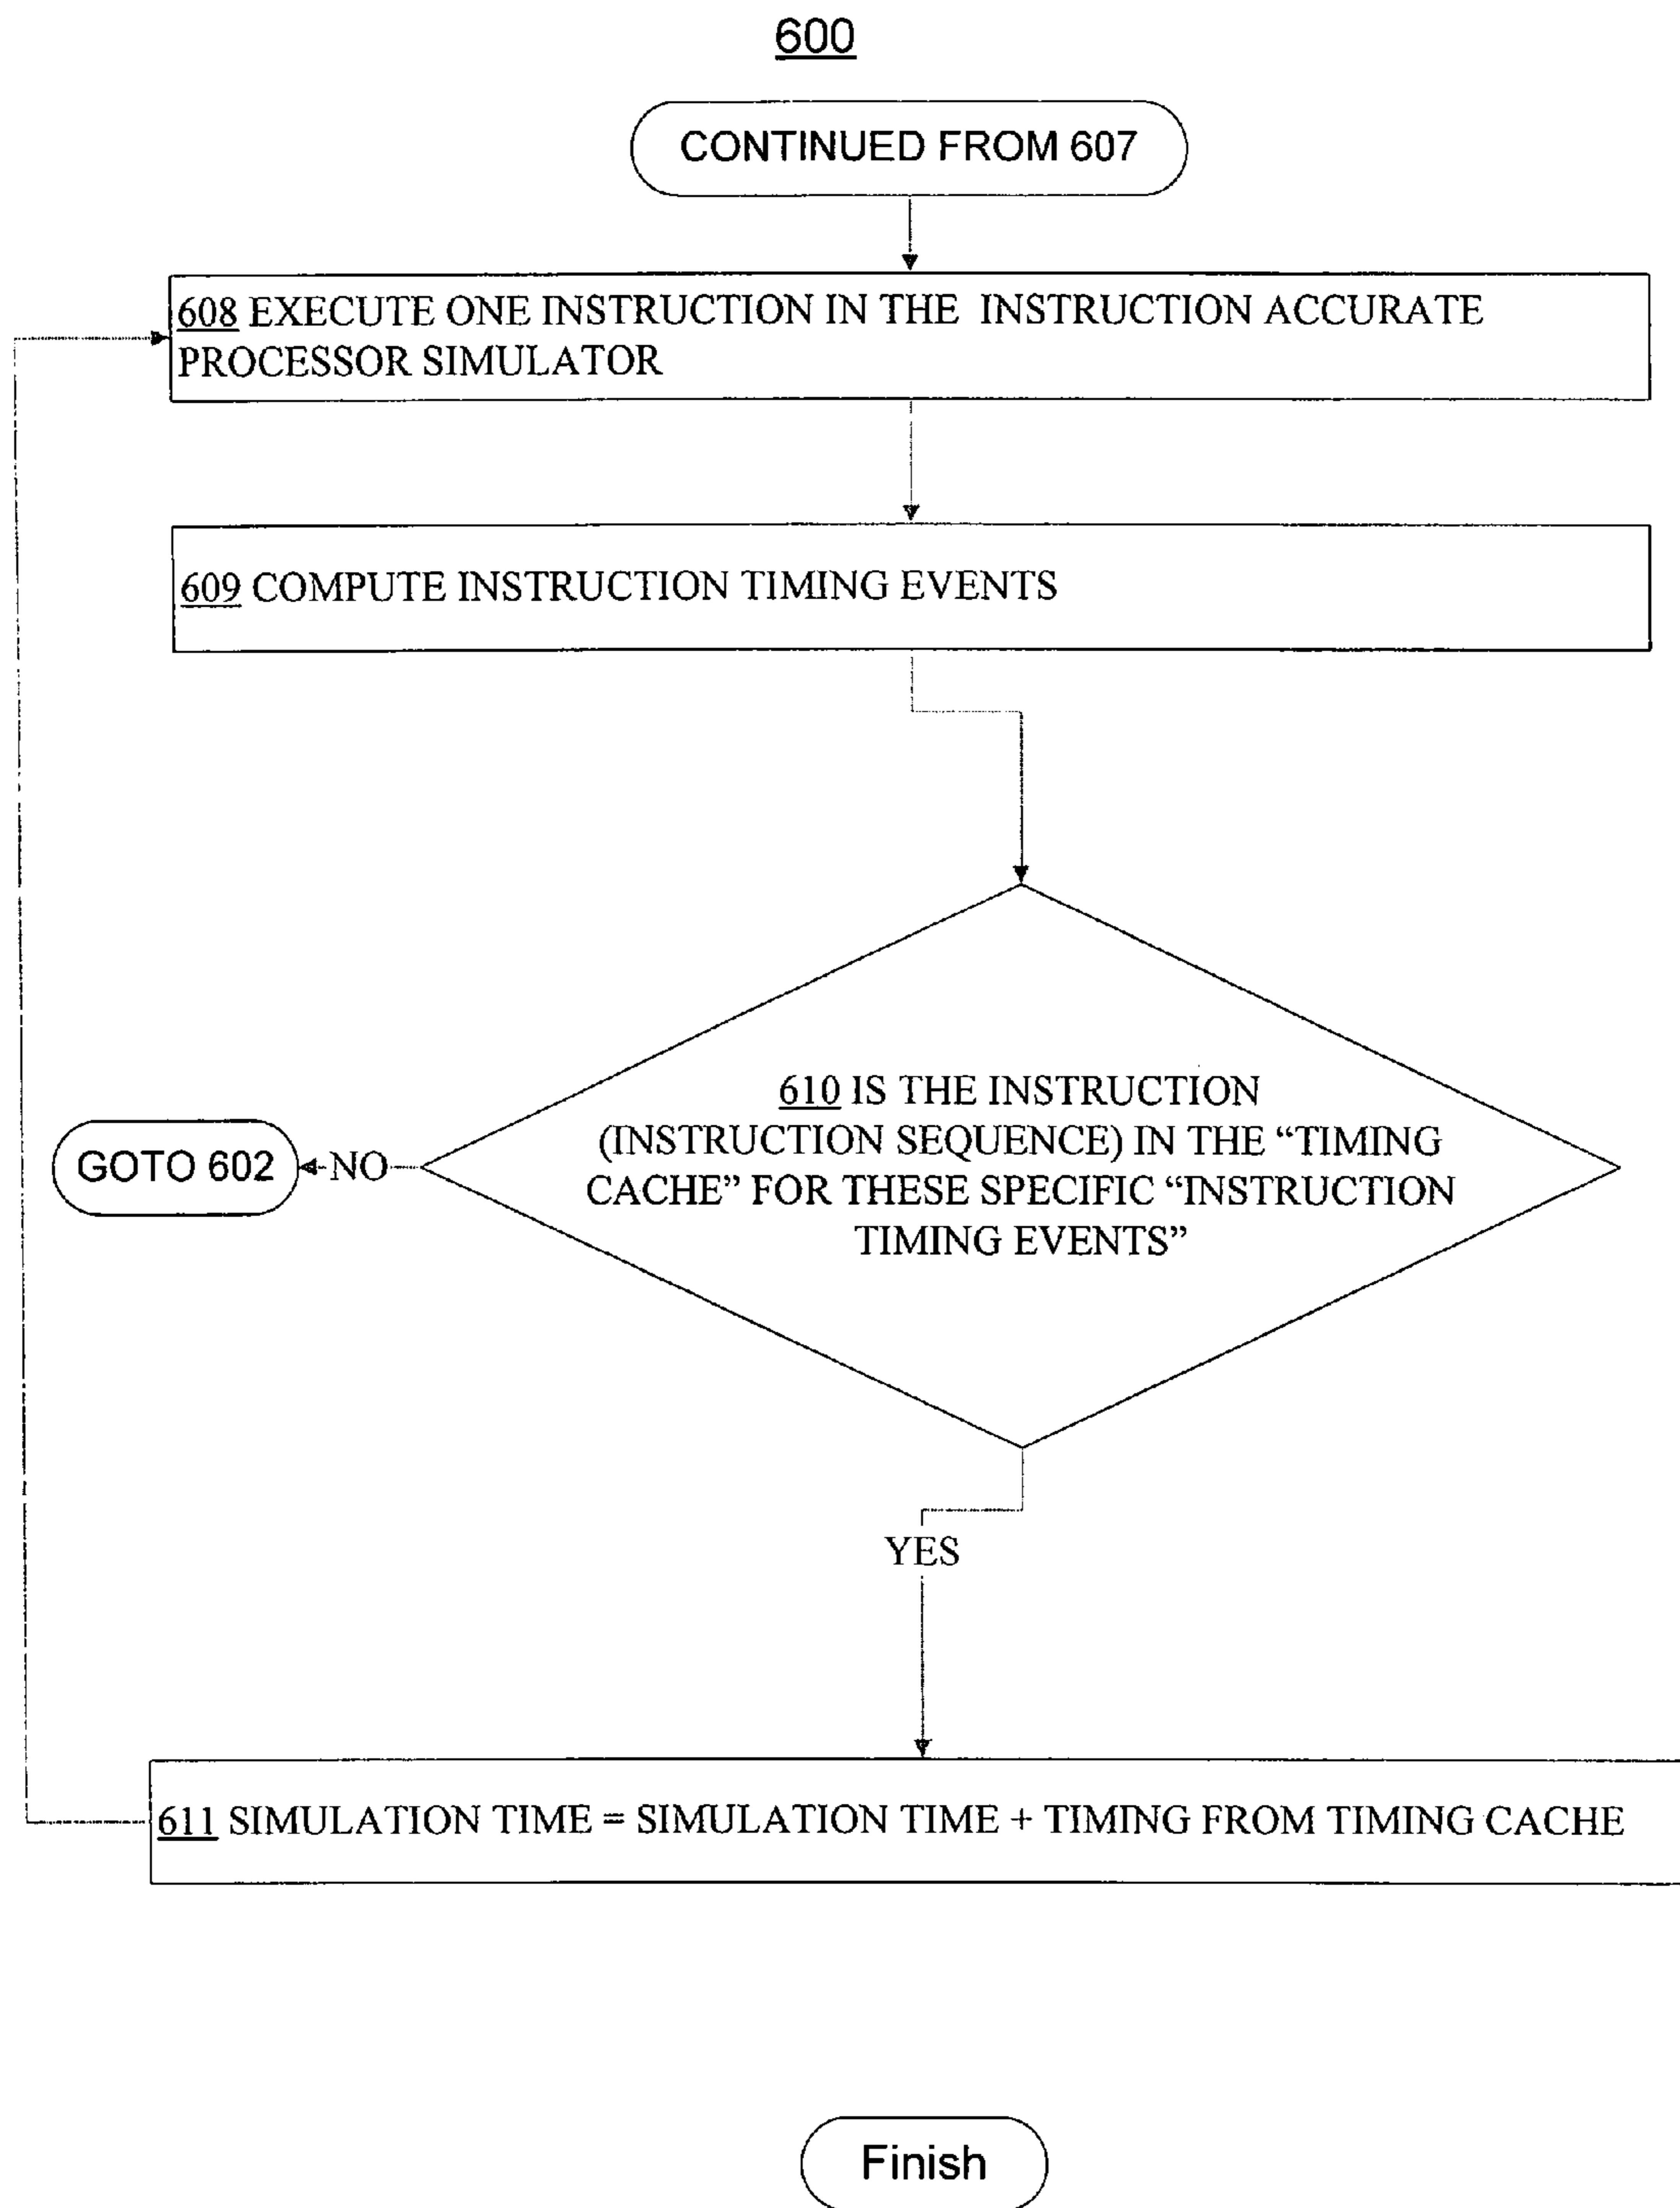 600
CONTINUED FROM 607
608 EXECUTE ONE INSTRUCTION IN THE INSTRUCTION ACCURATE
PROCESSOR SIMULATOR
609 COMPUTE INSTRUCTION TIMING EVENTS
610 IS THE INSTRUCTION
(INSTRUCTION SEQUENCE) IN THE “TIMING
CACHE” FOR THESE SPECIFIC “INSTRUCTION
TIMING EVENTS”
GOTO 602
NO
YES
611 SIMULATION TIME = SIMULATION TIME + TIMING FROM TIMING CACHE
Finish